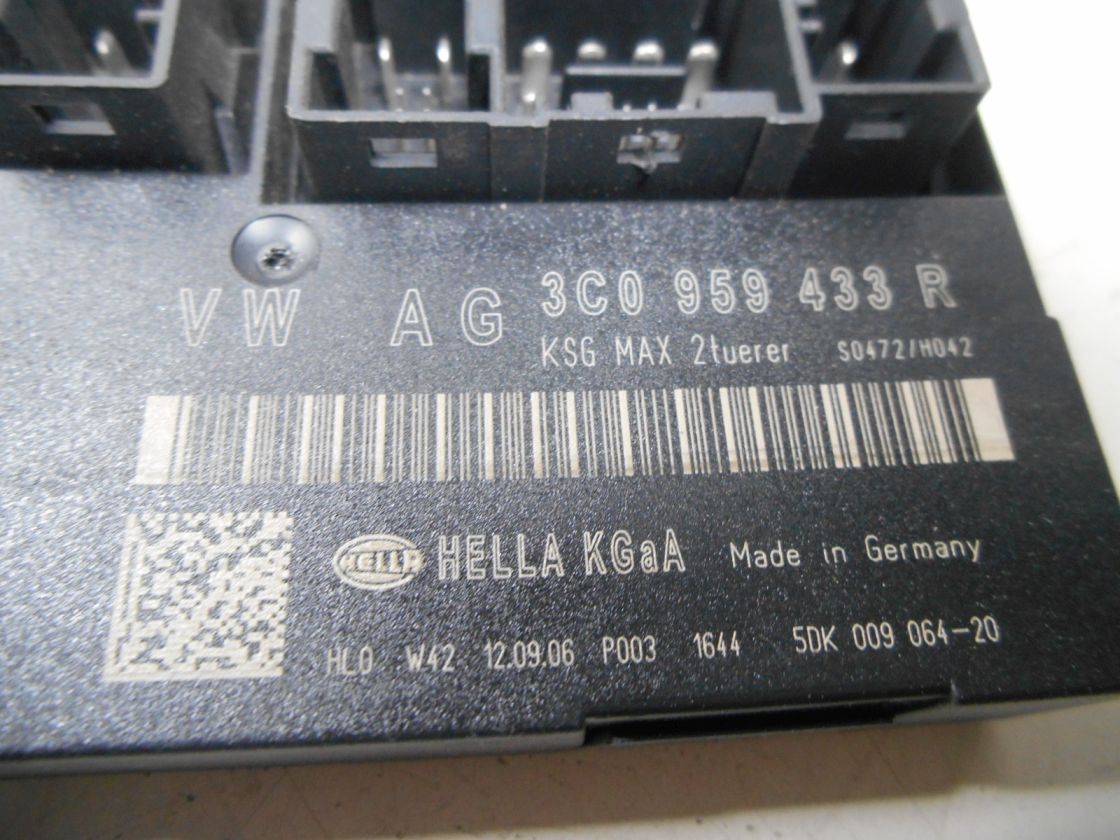 VW AG 3C0 959 433 R
KSG MAX 2tuerer S0472/H042
HELLA HELLA KGaA Made in Germany
HLO W42 12.09.06 P003 1644 5DK 009 064-20